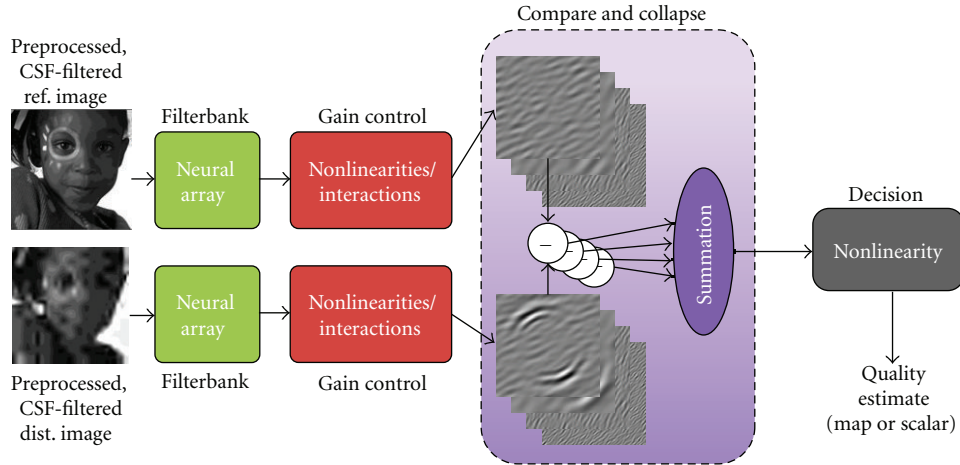 Compare and collapse
Preprocessed,
CSF-filtered
ref. image
Filterbank
Neural
array
Gain control
Nonlinearities/
interactions
Neural
array
Filterbank
Nonlinearities/
interactions
Gain control
Preprocessed,
CSF-filtered
dist. image
−
−
−
−
Summation
Decision
Nonlinearity
Quality
estimate
(map or scalar)